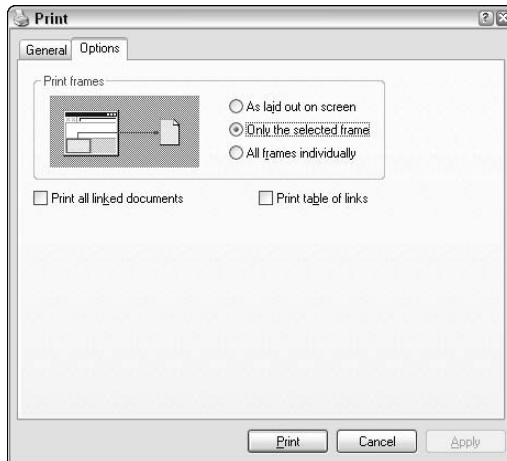 Print
General
Options
Print frames
As laid out on screen
Only the selected frame
All frames individually
Print all linked documents
Print table of links
Print
Cancel
Apply